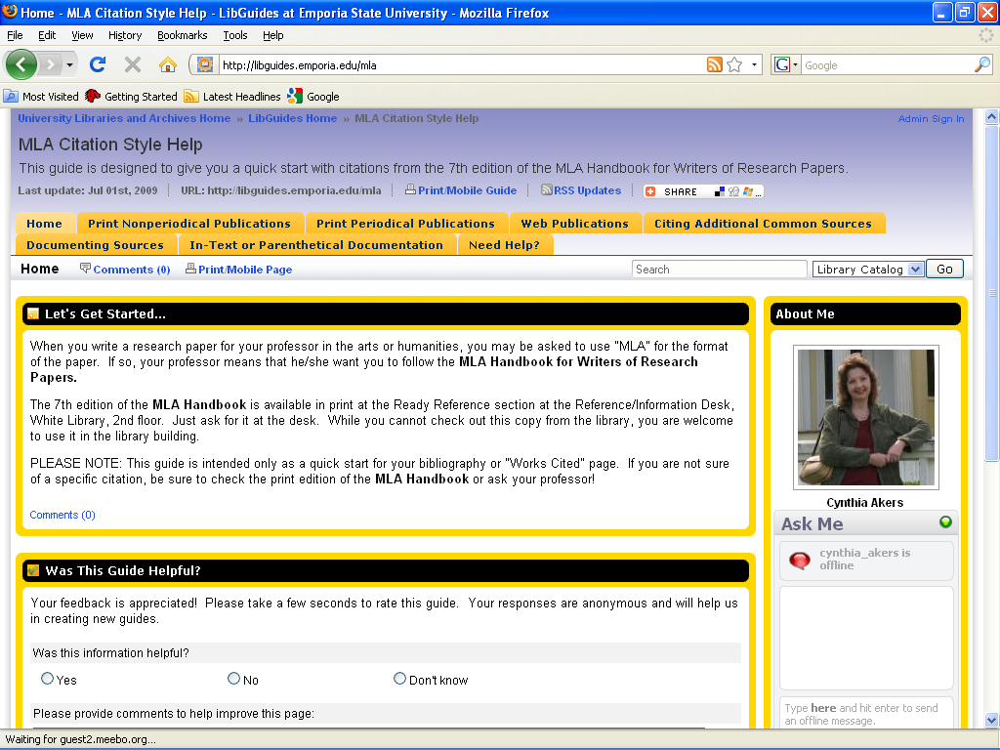 Home - MLA Citation Style Help - LibGuides at Emporia State University - Mozilla Firefox
File Edit View History Bookmarks Tools Help
http://libguides.emporia.edu/mla
G Google
Most Visited Getting Started Latest Headlines Google
University Libraries and Archives Home » LibGuides Home » MLA Citation Style Help
Admin Sign In
MLA Citation Style Help
This guide is designed to give you a quick start with citations from the 7th edition of the MLA Handbook for Writers of Research Papers.
Last update: Jul 01st, 2009 URL: http://libguides.emporia.edu/mla Print/Mobile Guide RSS Updates SHARE ...
Home Print Nonperiodical Publications Print Periodical Publications Web Publications Citing Additional Common Sources
Documenting Sources In-Text or Parenthetical Documentation Need Help?
Home Comments (0) Print/Mobile Page Search Library Catalog Go
Let's Get Started...
When you write a research paper for your professor in the arts or humanities, you may be asked to use "MLA" for the format
of the paper. If so, your professor means that he/she want you to follow the MLA Handbook for Writers of Research
Papers.
The 7th edition of the MLA Handbook is available in print at the Ready Reference section at the Reference/Information Desk,
White Library, 2nd floor. Just ask for it at the desk. While you cannot check out this copy from the library, you are welcome
to use it in the library building.
PLEASE NOTE: This guide is intended only as a quick start for your bibliography or "Works Cited" page. If you are not sure
of a specific citation, be sure to check the print edition of the MLA Handbook or ask your professor!
Comments (0)
Was This Guide Helpful?
Your feedback is appreciated! Please take a few seconds to rate this guide. Your responses are anonymous and will help us
in creating new guides.
Was this information helpful?
Yes No Don't know
Please provide comments to help improve this page:
About Me
Cynthia Akers
Ask Me
cynthia_akers is
offline
Type here and hit enter to send
an offline message.
Waiting for guest2.meebo.org...